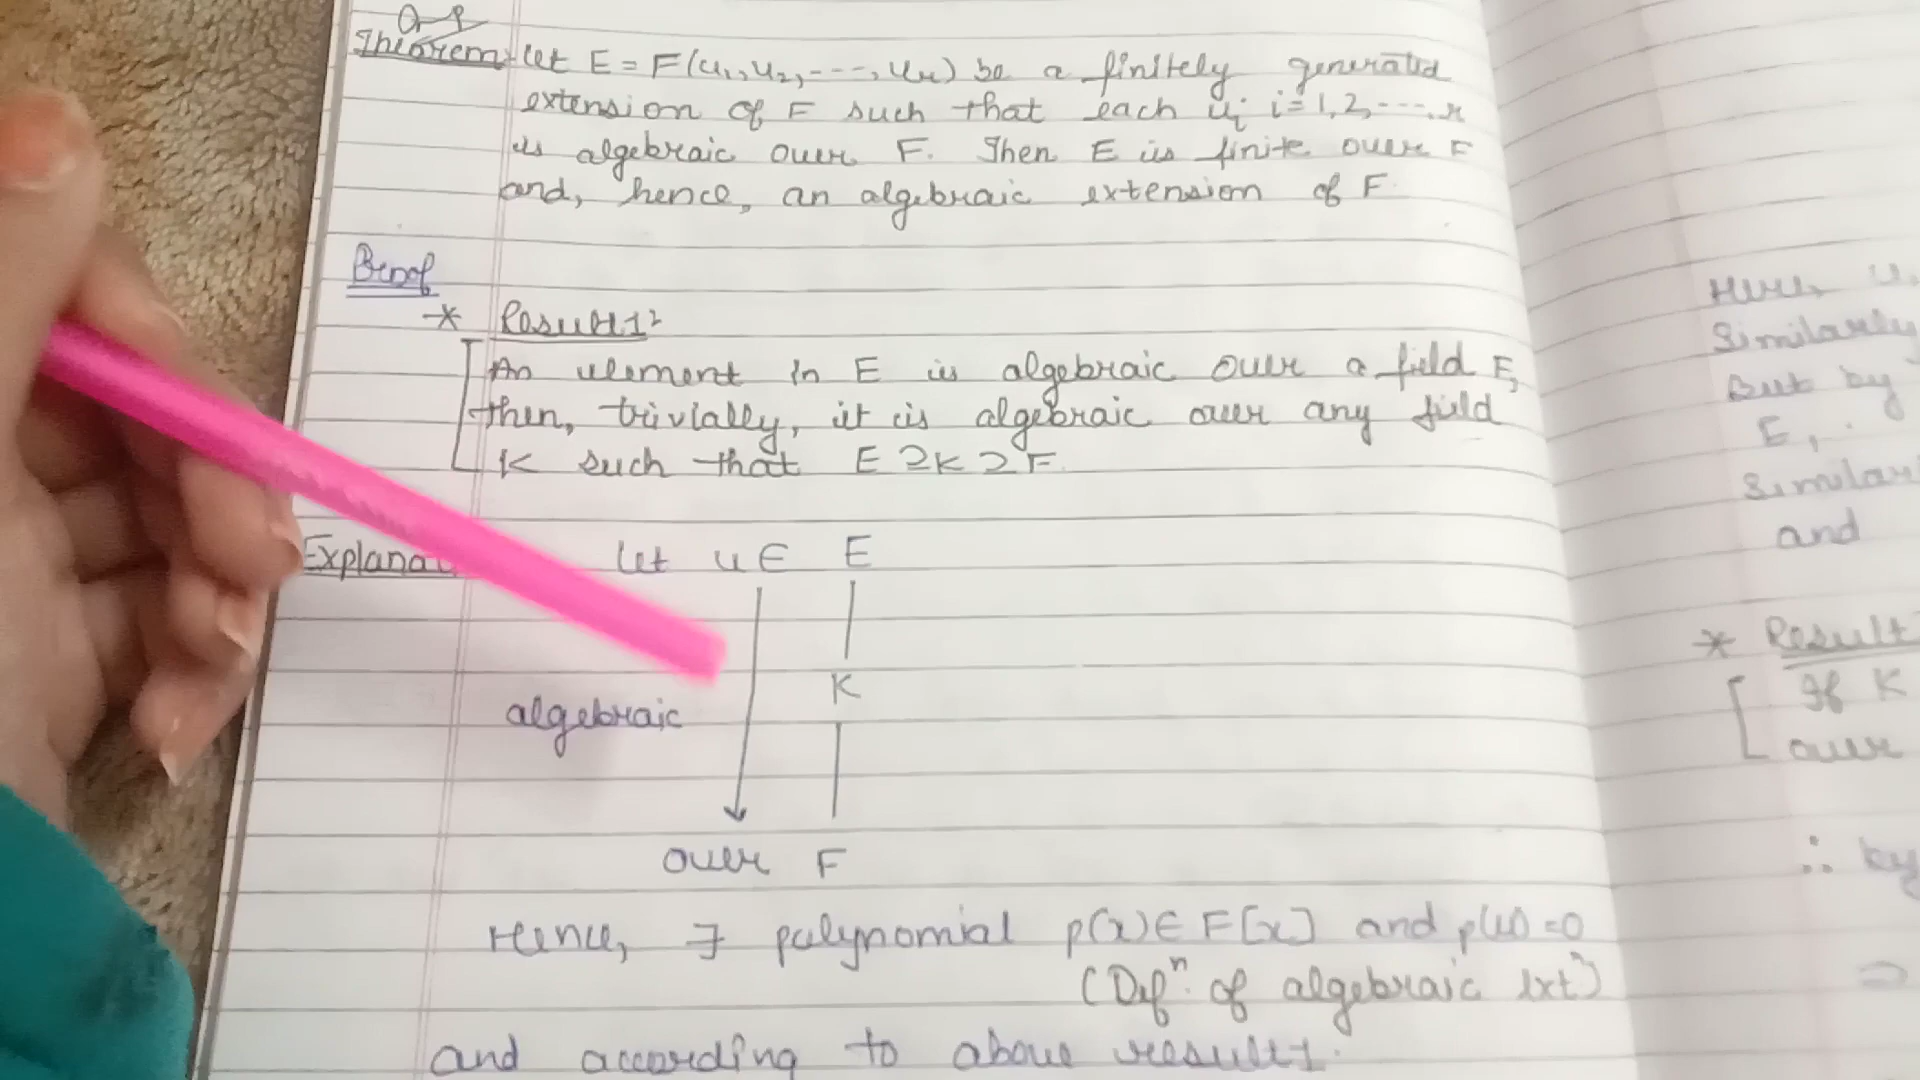 Theorem:- Let E = F(u₁, u₂, ----, uᵣ) be a finitely generated
extension of F such that each uᵢ i=1,2,----,r
is algebraic over F. Then E is finite over F
and, hence, an algebraic extension of F.
Proof
* Result 1:
An element in E is algebraic over a field F,
then, trivially, it is algebraic over any field
K such that E ⊇ K ⊇ F.
Let u ∈ E
K
algebraic
over F
Hence, ∃ polynomial p(x) ∈ F[x] and p(u) = 0
(Defⁿ. of algebraic extⁿ)
and according to above result 1.
Here,
Similarly
But by
E,
Similar
and
* Result
If K
over
∴ by
⇒